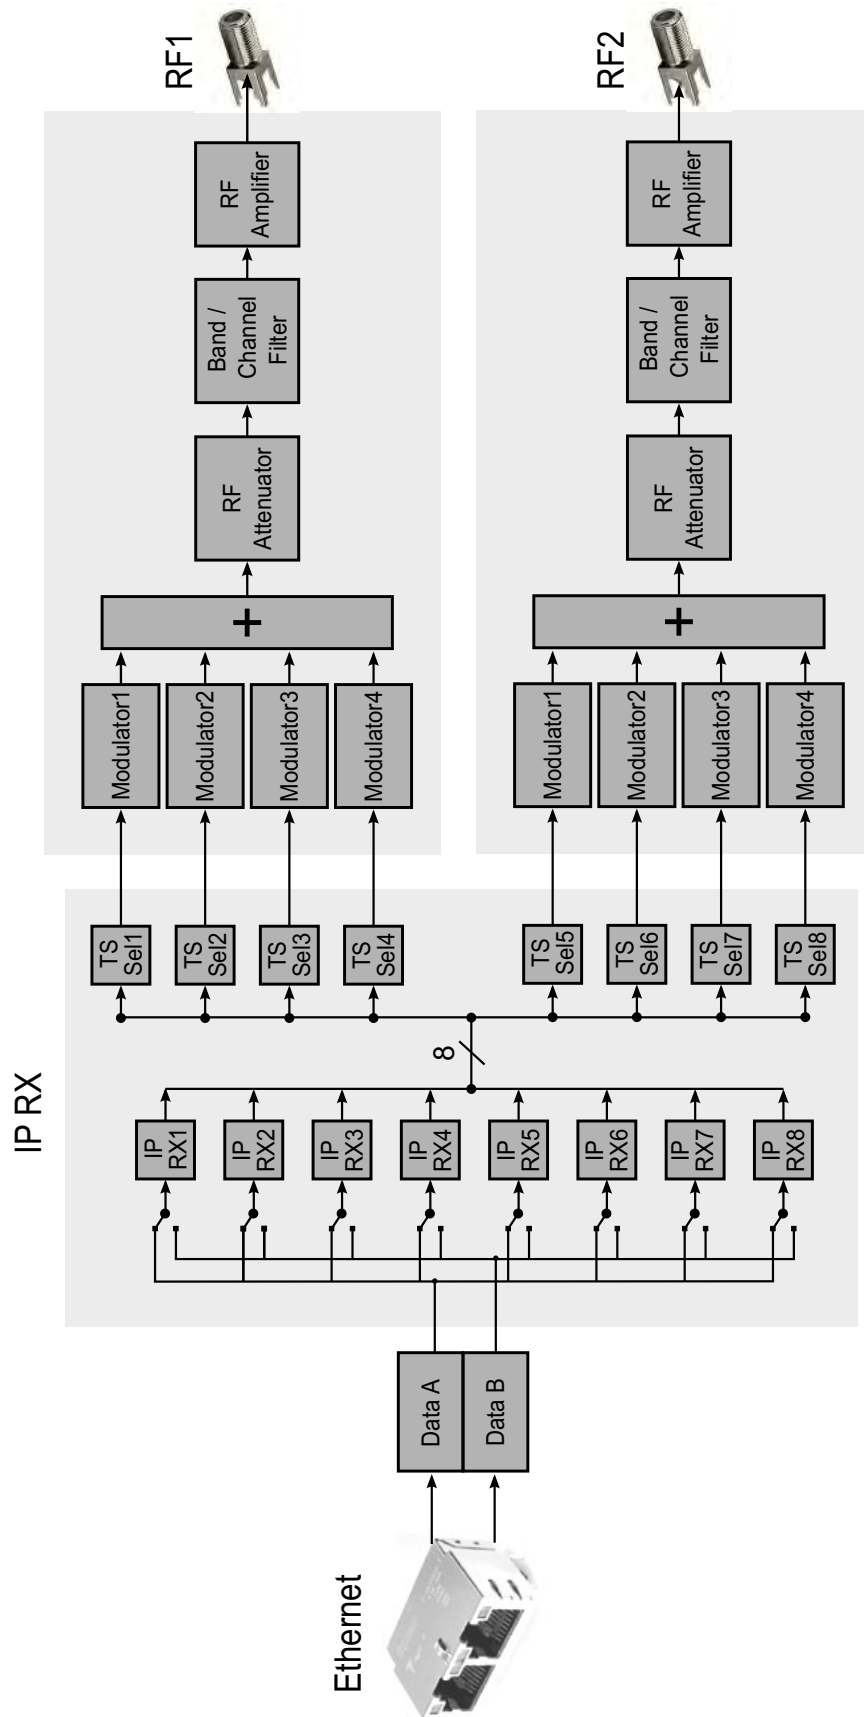 Ethernet
Data A
Data B
IP RX
IP
RX1
IP
RX2
IP
RX3
IP
RX4
IP
RX5
IP
RX6
IP
RX7
IP
RX8
8
TS
Sel1
TS
Sel2
TS
Sel3
TS
Sel4
TS
Sel5
TS
Sel6
TS
Sel7
TS
Sel8
Modulator1
Modulator2
Modulator3
Modulator4
+
RF
Attenuator
Band /
Channel
Filter
RF
Amplifier
RF1
Modulator1
Modulator2
Modulator3
Modulator4
+
RF
Attenuator
Band /
Channel
Filter
RF
Amplifier
RF2